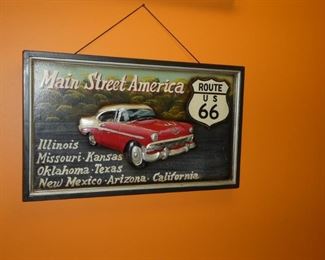 Main Street America
ROUTE
US
66
Illinois
Missouri · Kansas
Oklahoma · Texas
New Mexico · Arizona · California